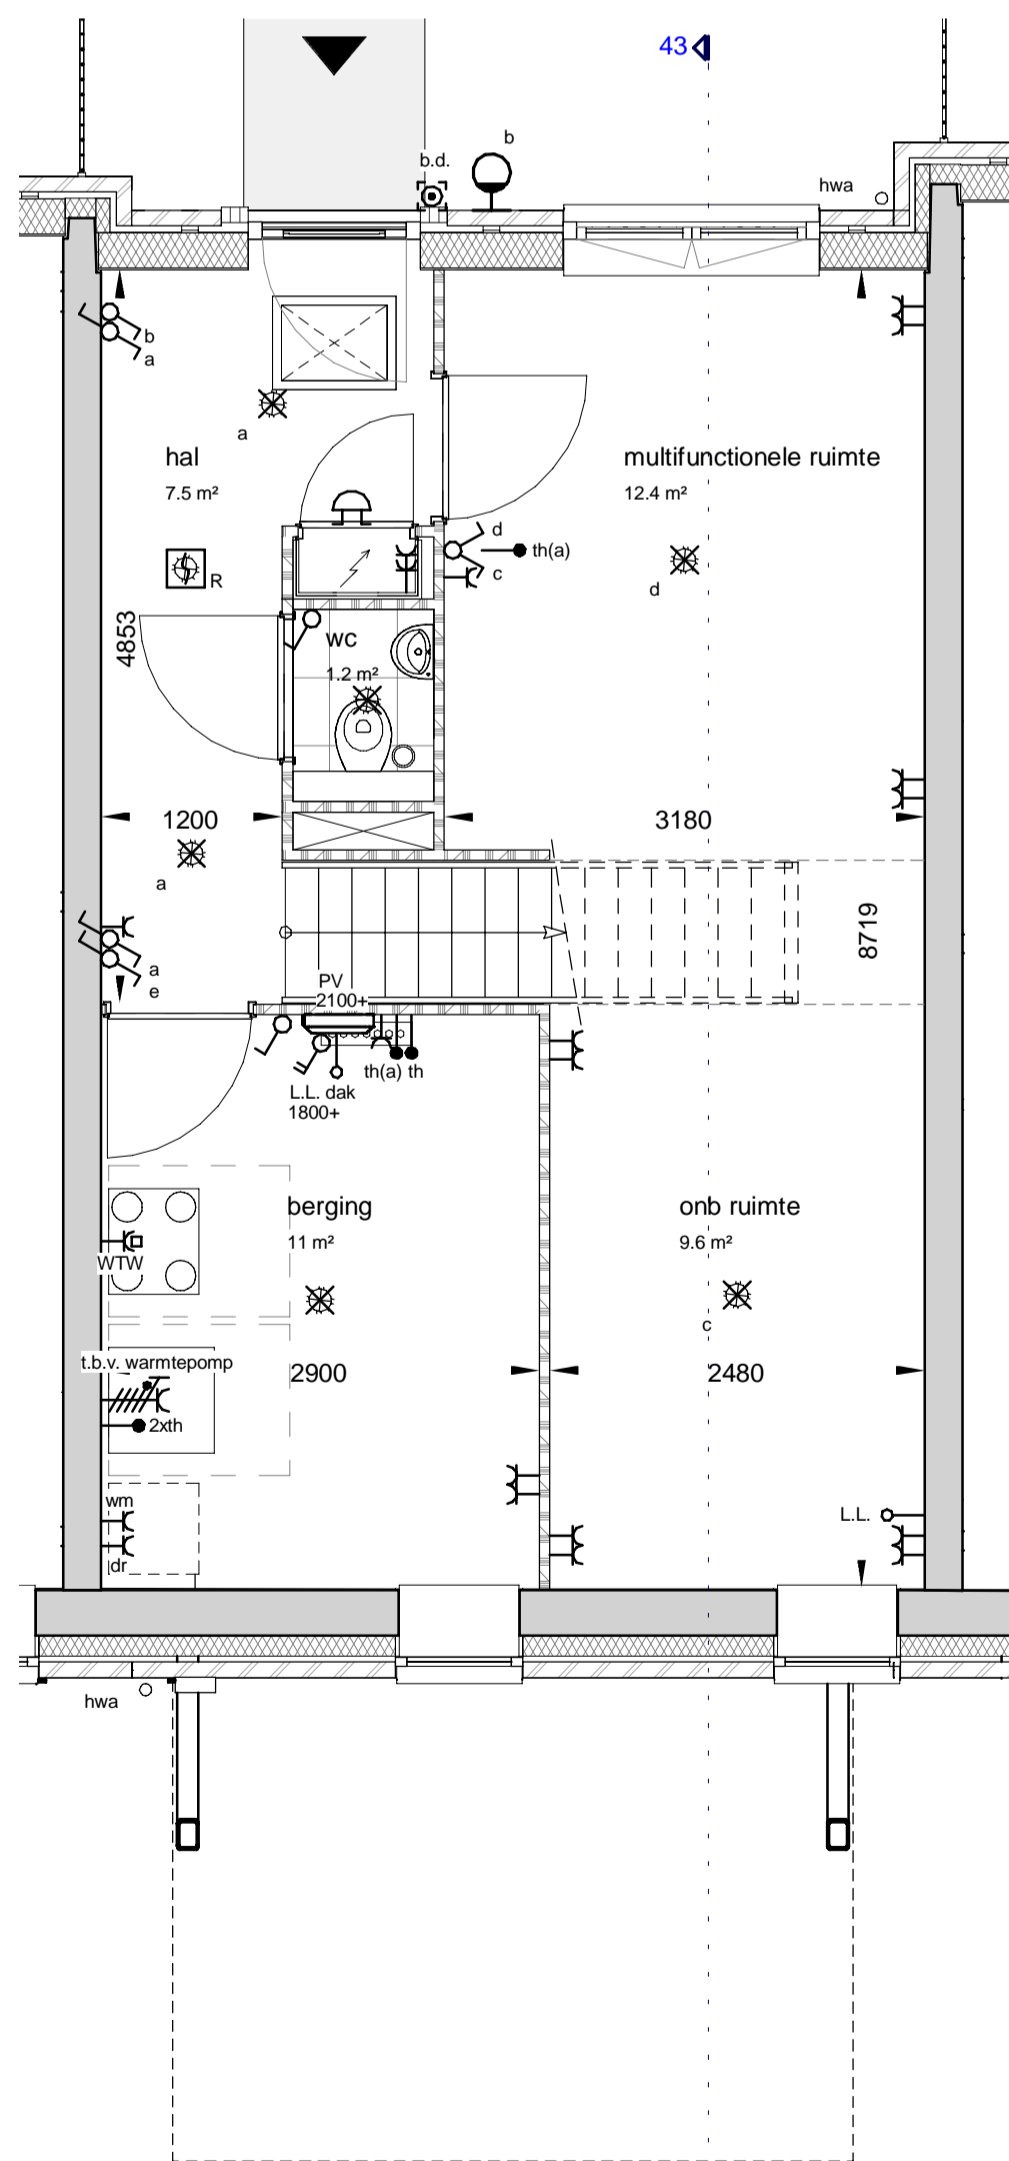 43
b
b.d.
hwa
b
a
a
hal
7.5 m²
multifunctionele ruimte
12.4 m²
d
th(a)
c
d
R
4853
wc
1.2 m²
1200
3180
a
8719
a
e
PV
2100+
th(a) th
L.L. dak
1800+
berging
11 m²
onb ruimte
9.6 m²
WTW
c
t.b.v. warmtepomp
2900
2480
2xth
wm
L.L.
dr
hwa